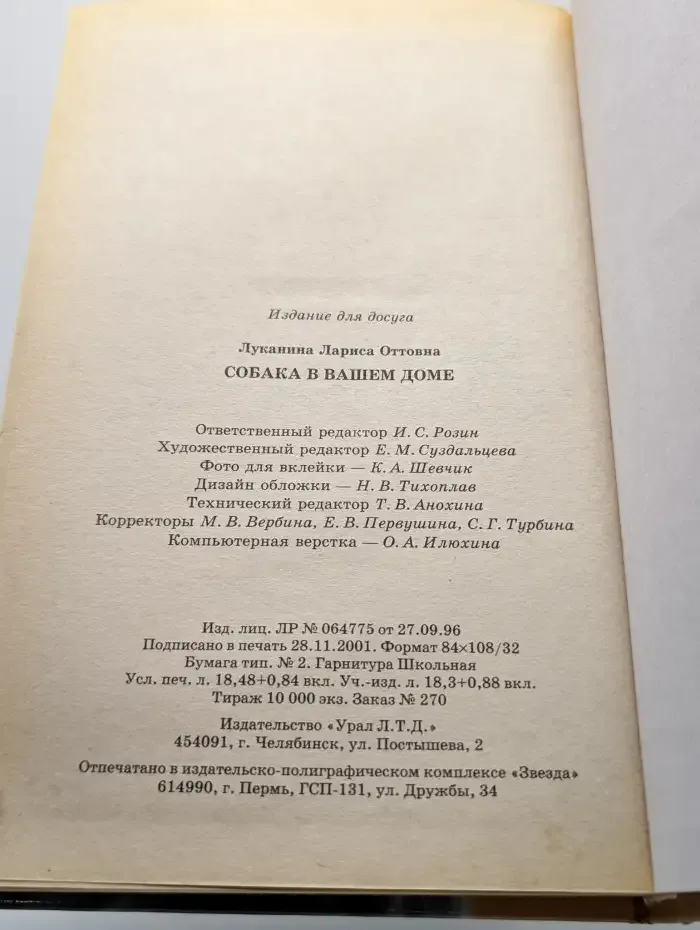 Издание для досуга
Луканина Лариса Оттовна
СОБАКА В ВАШЕМ ДОМЕ
Ответственный редактор И. С. Розин
Художественный редактор Е. М. Суздальцева
Фото для вклейки — К. А. Шевчик
Дизайн обложки — Н. В. Тихоплав
Технический редактор Т. В. Анохина
Корректоры М. В. Вербина, Е. В. Первушина, С. Г. Турбина
Компьютерная верстка — О. А. Илюхина
Изд. лиц. ЛР № 064775 от 27.09.96
Подписано в печать 28.11.2001. Формат 84×108/32
Бумага тип. № 2. Гарнитура Школьная
Усл. печ. л. 18,48+0,84 вкл. Уч.-изд. л. 18,3+0,88 вкл.
Тираж 10 000 экз. Заказ № 270
Издательство «Урал Л.Т.Д.»
454091, г. Челябинск, ул. Постышева, 2
Отпечатано в издательско-полиграфическом комплексе «Звезда»
614990, г. Пермь, ГСП-131, ул. Дружбы, 34